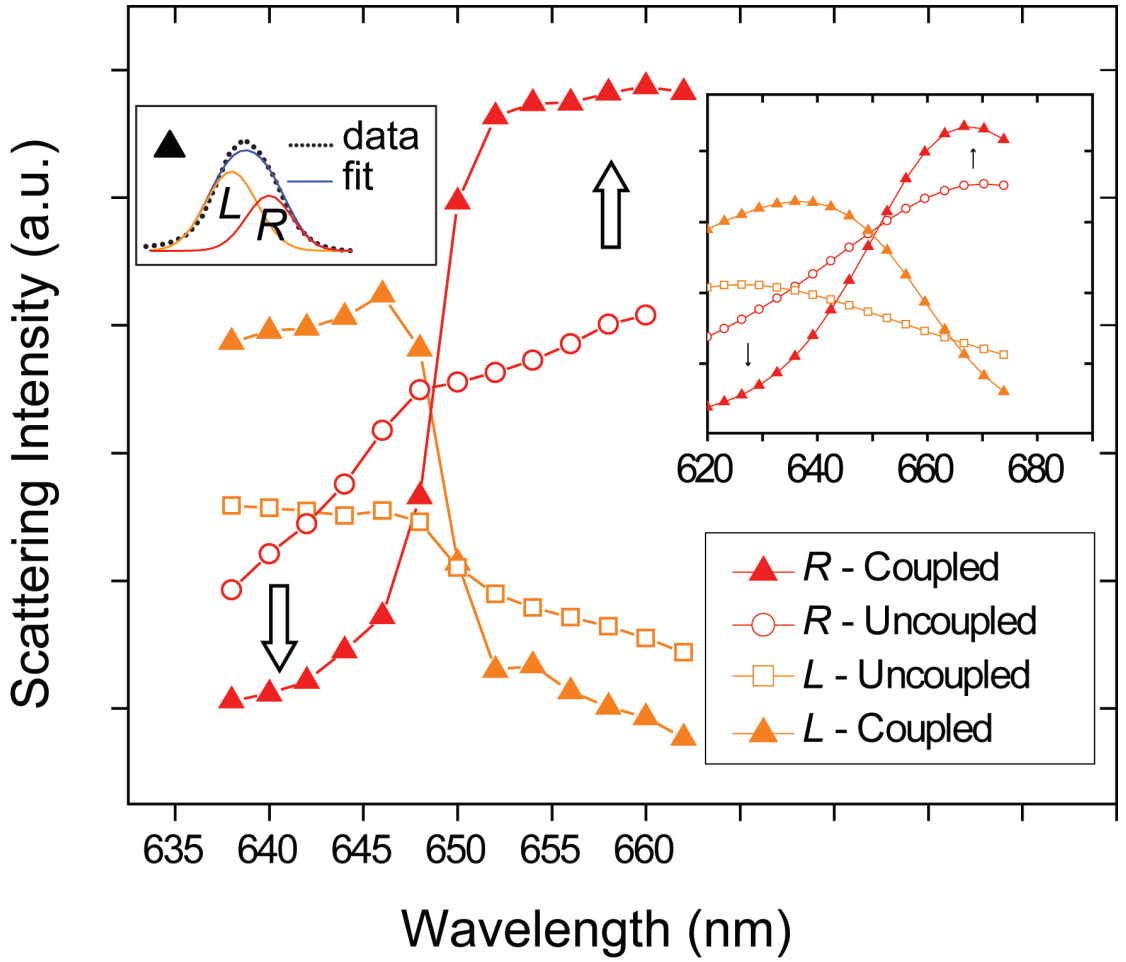 Scattering Intensity (a.u.)
data
fit
L
R
620 640 660 680
R - Coupled
R - Uncoupled
L - Uncoupled
L - Coupled
635 640 645 650 655 660
Wavelength (nm)